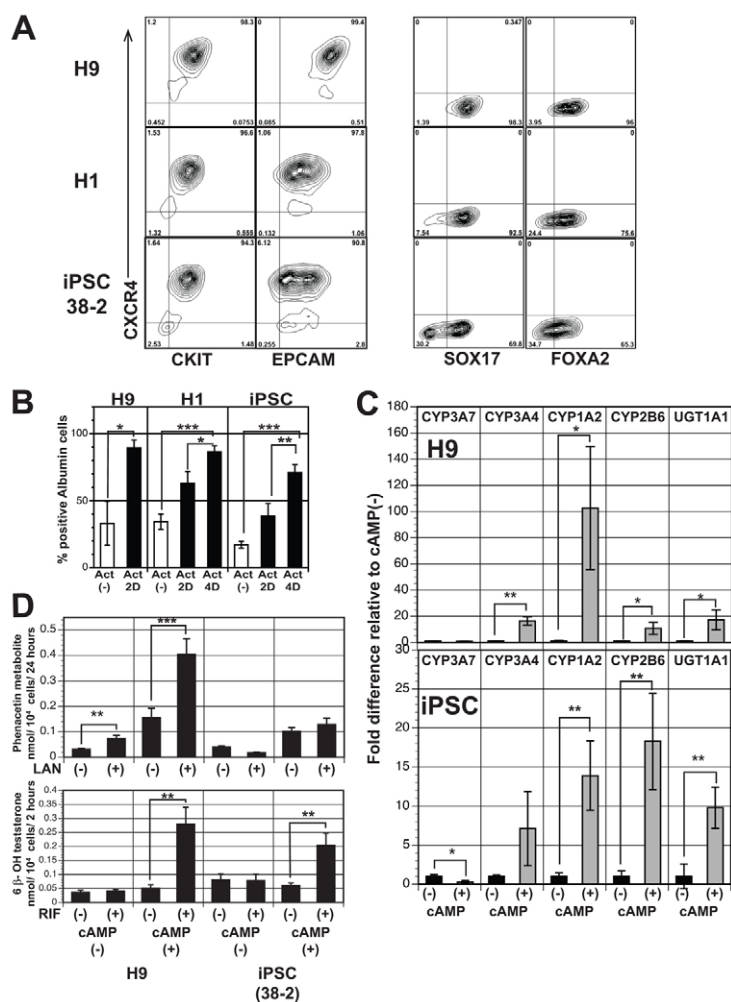 A
H9
H1
iPSC
38-2
CXCR4
1.2 98.3 0 99.4
0.452 0.0753 0.085 0.51
1.53 96.6 1.06 97.8
1.32 0.555 0.132 1.06
1.64 94.3 6.12 90.8
2.53 1.48 0.255 2.8
CKIT EPCAM
0 0.347 0 0
1.39 98.3 3.95 96
0 0 0 0
7.54 92.5 24.4 75.6
0 0 0 0
30.2 69.8 34.7 65.3
SOX17 FOXA2
B
H9 H1 iPSC
% positive Albumin cells
100
50
0
* *** * *** **
Act Act Act Act Act Act Act Act
(-) 2D (-) 2D 4D (-) 2D 4D
C
Fold difference relative to cAMP(-)
180
160
140
120
100
80
60
40
20
0
CYP3A7 CYP3A4 CYP1A2 CYP2B6 UGT1A1
H9
** * * *
30
25
20
15
10
5
0
CYP3A7 CYP3A4 CYP1A2 CYP2B6 UGT1A1
iPSC
* ** ** **
(-) (+) (-) (+) (-) (+) (-) (+) (-) (+)
cAMP cAMP cAMP cAMP cAMP
D
Phenacetin metabolite
nmol/ 10⁴ cells/ 24 hours
0.5
0.4
0.3
0.2
0.1
0
** ***
LAN (-) (+) (-) (+) (-) (+) (-) (+)
6 β- OH teststerone
nmol/ 10⁴ cells/ 2 hours
0.4
0.35
0.3
0.25
0.2
0.15
0.1
0.05
0
** **
RIF (-) (+) (-) (+) (-) (+) (-) (+)
cAMP cAMP cAMP cAMP
(-) (+) (-) (+)
H9 iPSC
(38-2)